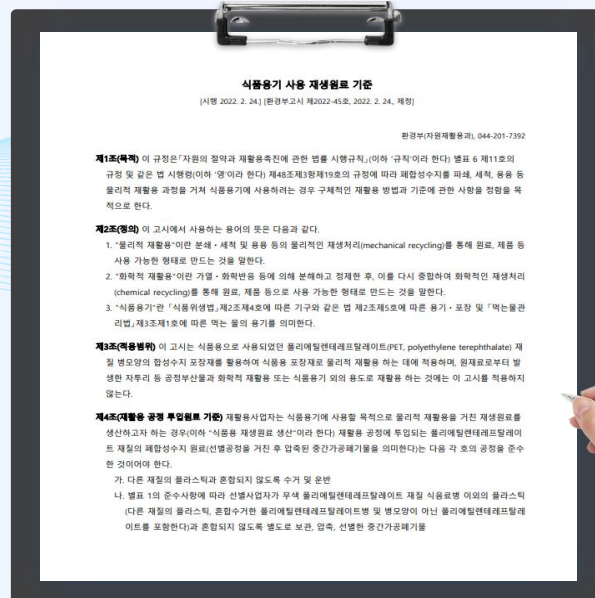 식품용기 사용 재생원료 기준
[시행 2022. 2. 24.] [환경부고시 제2022-45호, 2022. 2. 24., 제정]
환경부(자원재활용과), 044-201-7392
제1조(목적) 이 규정은「자원의 절약과 재활용촉진에 관한 법률 시행규칙」(이하 '규칙'이라 한다) 별표 6 제11호의
규정 및 같은 법 시행령(이하 '영'이라 한다) 제48조제3항제19호의 규정에 따라 폐합성수지를 파쇄, 세척, 용융 등
물리적 재활용 과정을 거쳐 식품용기에 사용하려는 경우 구체적인 재활용 방법과 기준에 관한 사항을 정함을 목
적으로 한다.
제2조(정의) 이 고시에서 사용하는 용어의 뜻은 다음과 같다.
1. "물리적 재활용"이란 분쇄·세척 및 용융 등의 물리적인 재생처리(mechanical recycling)를 통해 원료, 제품 등
사용 가능한 형태로 만드는 것을 말한다.
2. "화학적 재활용"이란 가열·화학반응 등에 의해 분해하고 정제한 후, 이를 다시 중합하여 화학적인 재생처리
(chemical recycling)를 통해 원료, 제품 등으로 사용 가능한 형태로 만드는 것을 말한다.
3. "식품용기"란 「식품위생법」제2조제4호에 따른 기구와 같은 법 제2조제5호에 따른 용기·포장 및 「먹는물관
리법」제3조제1호에 따른 먹는 물의 용기를 의미한다.
제3조(적용범위) 이 고시는 식품용으로 사용되었던 폴리에틸렌테레프탈레이트(PET, polyethylene terephthalate) 재
질 병모양의 합성수지 포장재를 활용하여 식품용 포장재로 물리적 재활용 하는 데에 적용하며, 원재료로부터 발
생한 자투리 등 공정부산물과 화학적 재활용 또는 식품용기 외의 용도로 재활용 하는 것에는 이 고시를 적용하지
않는다.
제4조(재활용 공정 투입원료 기준) 재활용사업자는 식품용기에 사용할 목적으로 물리적 재활용을 거친 재생원료를
생산하고자 하는 경우(이하 "식품용 재생원료 생산"이라 한다) 재활용 공정에 투입되는 폴리에틸렌테레프탈레이
트 재질의 폐합성수지 원료(선별공정을 거친 후 압축된 중간가공폐기물을 의미한다)는 다음 각 호의 공정을 준수
한 것이어야 한다.
가. 다른 재질의 플라스틱과 혼합되지 않도록 수거 및 운반
나. 별표 1의 준수사항에 따라 선별사업자가 무색 폴리에틸렌테레프탈레이트 재질 식음료병 이외의 플라스틱
(다른 재질의 플라스틱, 혼합수거한 폴리에틸렌테레프탈레이트병 및 병모양이 아닌 폴리에틸렌테레프탈레
이트를 포함한다)과 혼합되지 않도록 별도로 보관, 압축, 선별한 중간가공폐기물